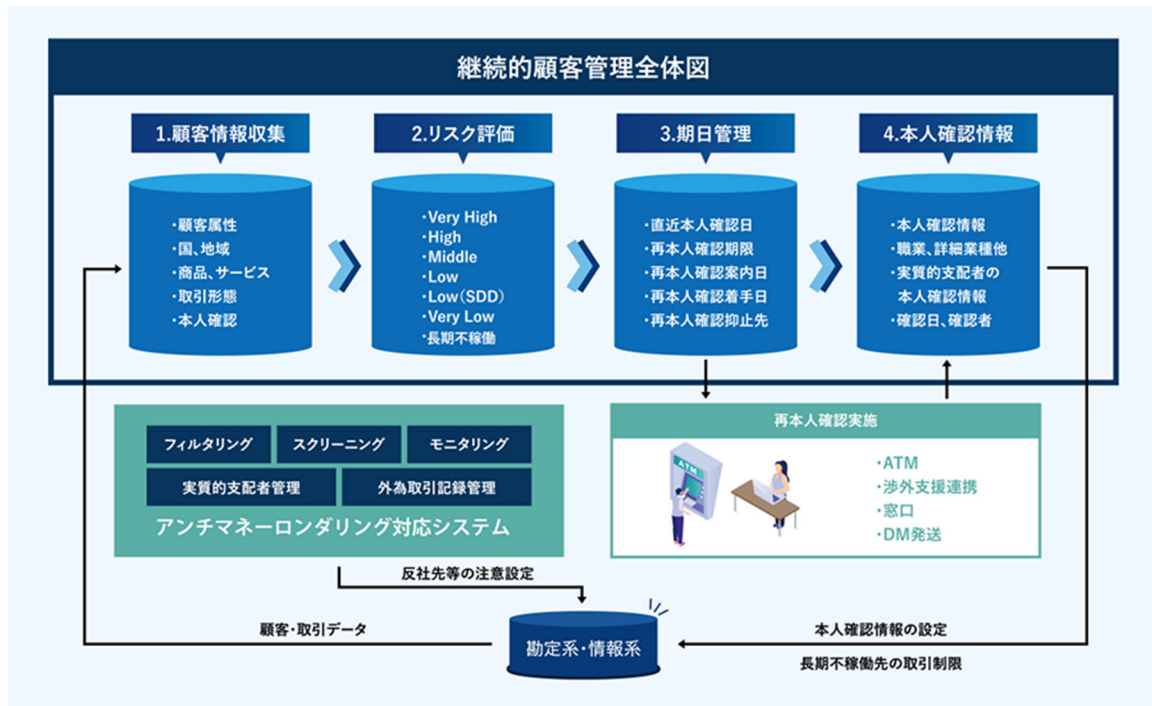 継続的顧客管理全体図
1.顧客情報収集
・顧客属性
・国、地域
・商品、サービス
・取引形態
・本人確認
2.リスク評価
・Very High
・High
・Middle
・Low
・Low(SDD)
・Very Low
・長期不稼働
3.期日管理
・直近本人確認日
・再本人確認期限
・再本人確認案内日
・再本人確認着手日
・再本人確認抑止先
4.本人確認情報
・本人確認情報
・職業、詳細業種他
・実質的支配者の
本人確認情報
・確認日、確認者
フィルタリング
スクリーニング
モニタリング
実質的支配者管理
外為取引記録管理
アンチマネーロンダリング対応システム
再本人確認実施
ATM
・ATM
・渉外支援連携
・窓口
・DM発送
反社先等の注意設定
顧客・取引データ
勘定系・情報系
本人確認情報の設定
長期不稼働先の取引制限